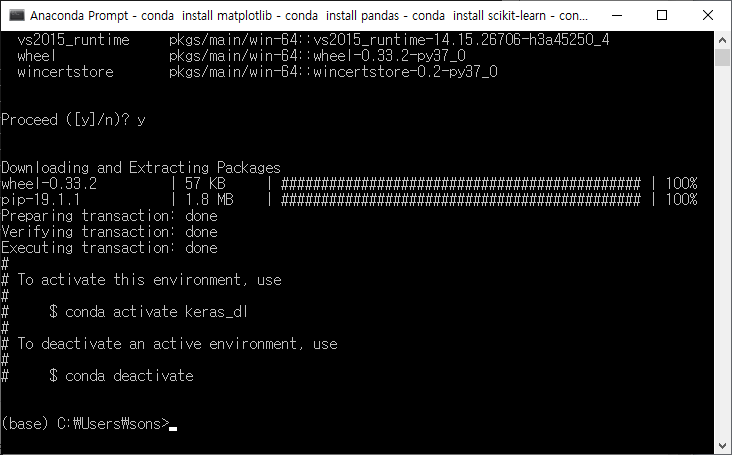 Anaconda Prompt - conda  install matplotlib - conda  install pandas - conda  install scikit-learn - con...
vs2015_runtime     pkgs/main/win-64::vs2015_runtime-14.15.26706-h3a45250_4
wheel              pkgs/main/win-64::wheel-0.33.2-py37_0
wincertstore       pkgs/main/win-64::wincertstore-0.2-py37_0
Proceed ([y]/n)? y
Downloading and Extracting Packages
wheel-0.33.2         | 57 KB     | ########################################### | 100%
pip-19.1.1           | 1.8 MB    | ########################################### | 100%
Preparing transaction: done
Verifying transaction: done
Executing transaction: done
#
# To activate this environment, use
#
#     $ conda activate keras_dl
#
# To deactivate an active environment, use
#
#     $ conda deactivate
(base) C:₩Users₩sons>